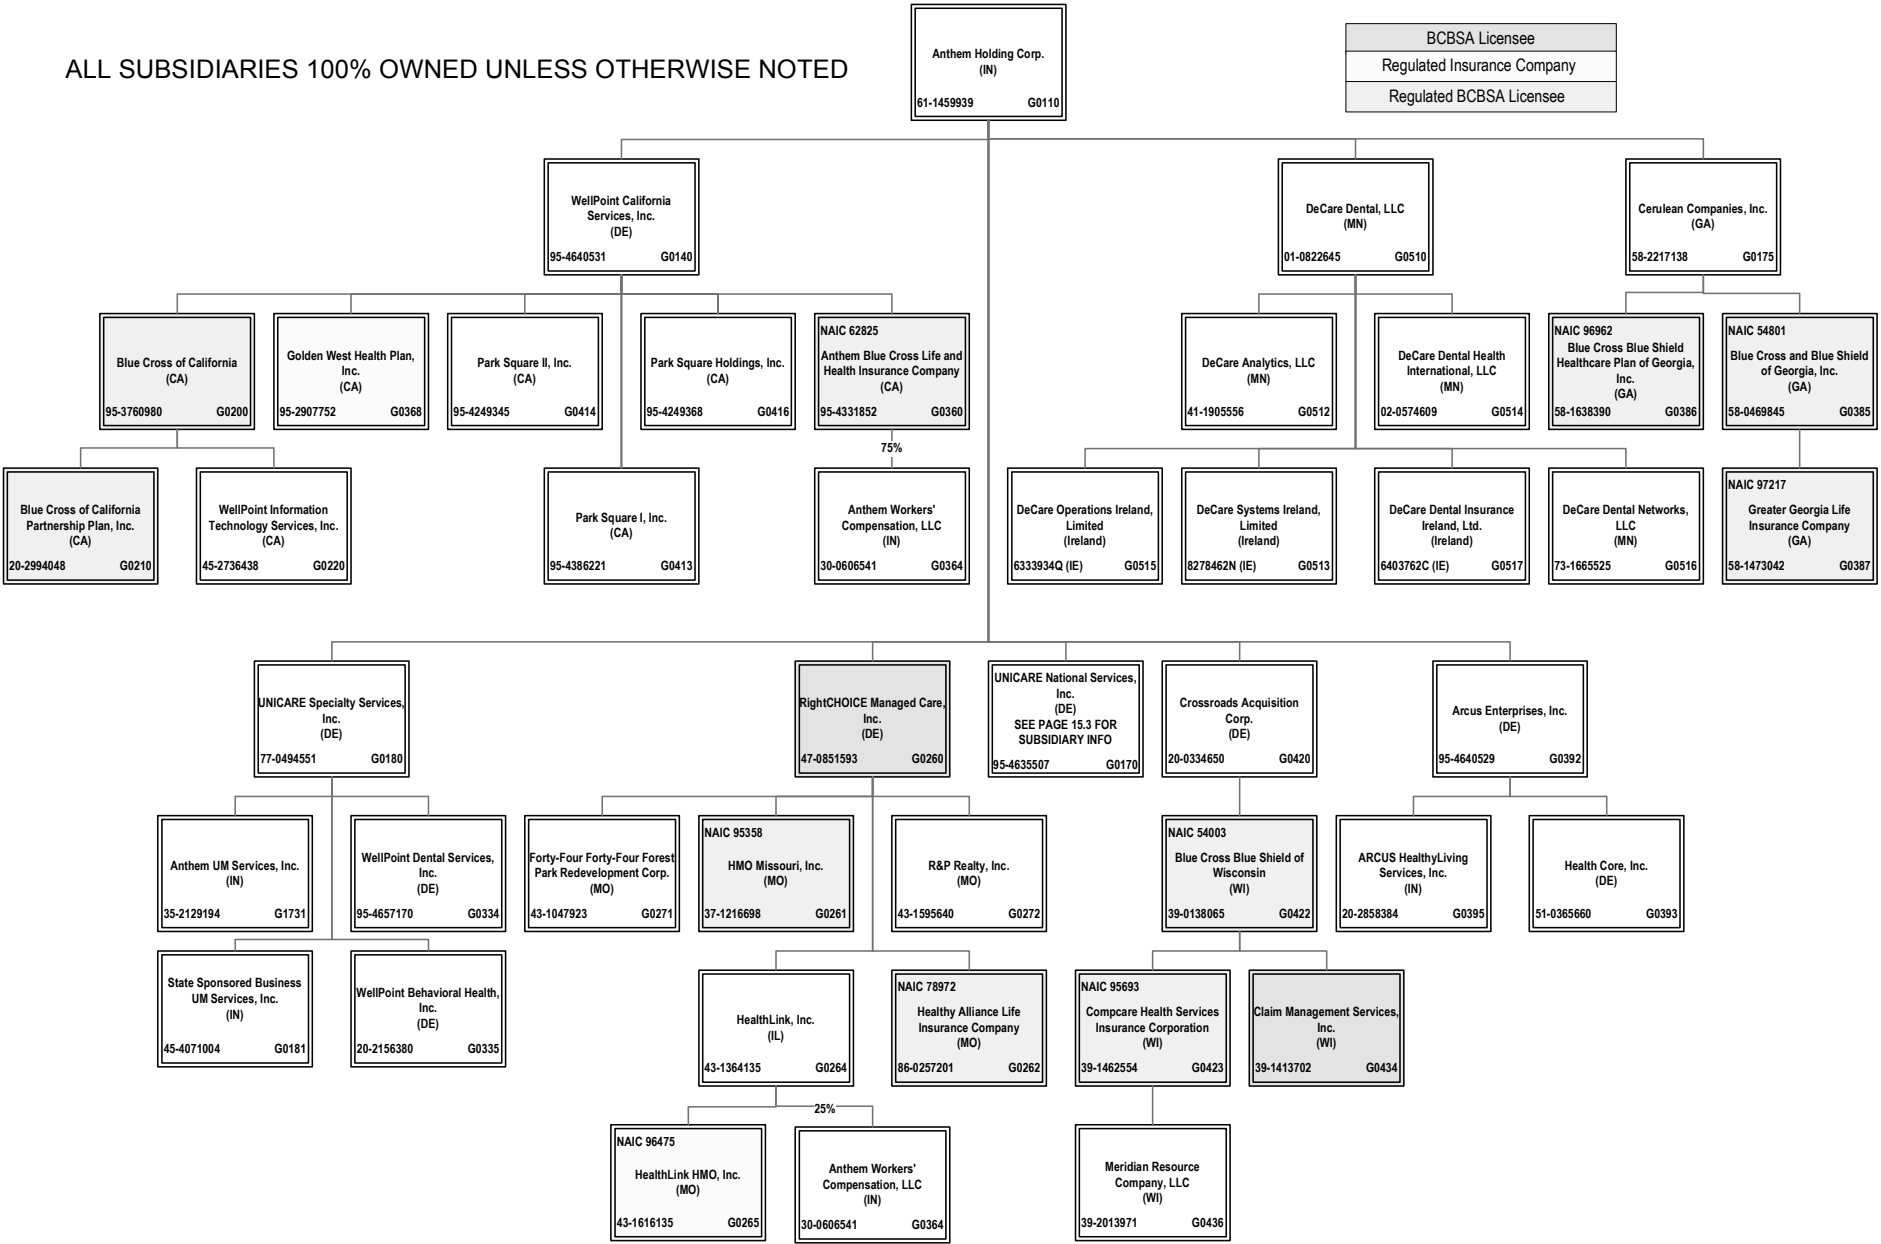 ALL SUBSIDIARIES 100% OWNED UNLESS OTHERWISE NOTED
Anthem Holding Corp.
(IN)
61-1459939 G0110
BCBSA Licensee
Regulated Insurance Company
Regulated BCBSA Licensee
WellPoint California
Services, Inc.
(DE)
95-4640531 G0140
DeCare Dental, LLC
(MN)
01-0822645 G0510
Cerulean Companies, Inc.
(GA)
58-2217138 G0175
Blue Cross of California
(CA)
95-3760980 G0200
Golden West Health Plan,
Inc.
(CA)
95-2907752 G0368
Park Square II, Inc.
(CA)
95-4249345 G0414
Park Square Holdings, Inc.
(CA)
95-4249368 G0416
NAIC 62825
Anthem Blue Cross Life and
Health Insurance Company
(CA)
95-4331852 G0360
DeCare Analytics, LLC
(MN)
41-1905556 G0512
DeCare Dental Health
International, LLC
(MN)
02-0574609 G0514
NAIC 96962
Blue Cross Blue Shield
Healthcare Plan of Georgia,
Inc.
(GA)
58-1638390 G0386
NAIC 54801
Blue Cross and Blue Shield
of Georgia, Inc.
(GA)
58-0469845 G0385
75%
Blue Cross of California
Partnership Plan, Inc.
(CA)
20-2994048 G0210
WellPoint Information
Technology Services, Inc.
(CA)
45-2736438 G0220
Park Square I, Inc.
(CA)
95-4386221 G0413
Anthem Workers'
Compensation, LLC
(IN)
30-0606541 G0364
DeCare Operations Ireland,
Limited
(Ireland)
6333934Q (IE) G0515
DeCare Systems Ireland,
Limited
(Ireland)
8278462N (IE) G0513
DeCare Dental Insurance
Ireland, Ltd.
(Ireland)
6403762C (IE) G0517
DeCare Dental Networks,
LLC
(MN)
73-1665525 G0516
NAIC 97217
Greater Georgia Life
Insurance Company
(GA)
58-1473042 G0387
UNICARE Specialty Services,
Inc.
(DE)
77-0494551 G0180
RightCHOICE Managed Care,
Inc.
(DE)
47-0851593 G0260
UNICARE National Services,
Inc.
(DE)
SEE PAGE 15.3 FOR
SUBSIDIARY INFO
95-4635507 G0170
Crossroads Acquisition
Corp.
(DE)
20-0334650 G0420
Arcus Enterprises, Inc.
(DE)
95-4640529 G0392
Anthem UM Services, Inc.
(IN)
35-2129194 G1731
WellPoint Dental Services,
Inc.
(DE)
95-4657170 G0334
Forty-Four Forty-Four Forest
Park Redevelopment Corp.
(MO)
43-1047923 G0271
NAIC 95358
HMO Missouri, Inc.
(MO)
37-1216698 G0261
R&P Realty, Inc.
(MO)
43-1595640 G0272
NAIC 54003
Blue Cross Blue Shield of
Wisconsin
(WI)
39-0138065 G0422
ARCUS HealthyLiving
Services, Inc.
(IN)
20-2858384 G0395
Health Core, Inc.
(DE)
51-0365660 G0393
State Sponsored Business
UM Services, Inc.
(IN)
45-4071004 G0181
WellPoint Behavioral Health,
Inc.
(DE)
20-2156380 G0335
HealthLink, Inc.
(IL)
43-1364135 G0264
NAIC 78972
Healthy Alliance Life
Insurance Company
(MO)
86-0257201 G0262
NAIC 95693
Compcare Health Services
Insurance Corporation
(WI)
39-1462554 G0423
Claim Management Services,
Inc.
(WI)
39-1413702 G0434
25%
NAIC 96475
HealthLink HMO, Inc.
(MO)
43-1616135 G0265
Anthem Workers'
Compensation, LLC
(IN)
30-0606541 G0364
Meridian Resource
Company, LLC
(WI)
39-2013971 G0436